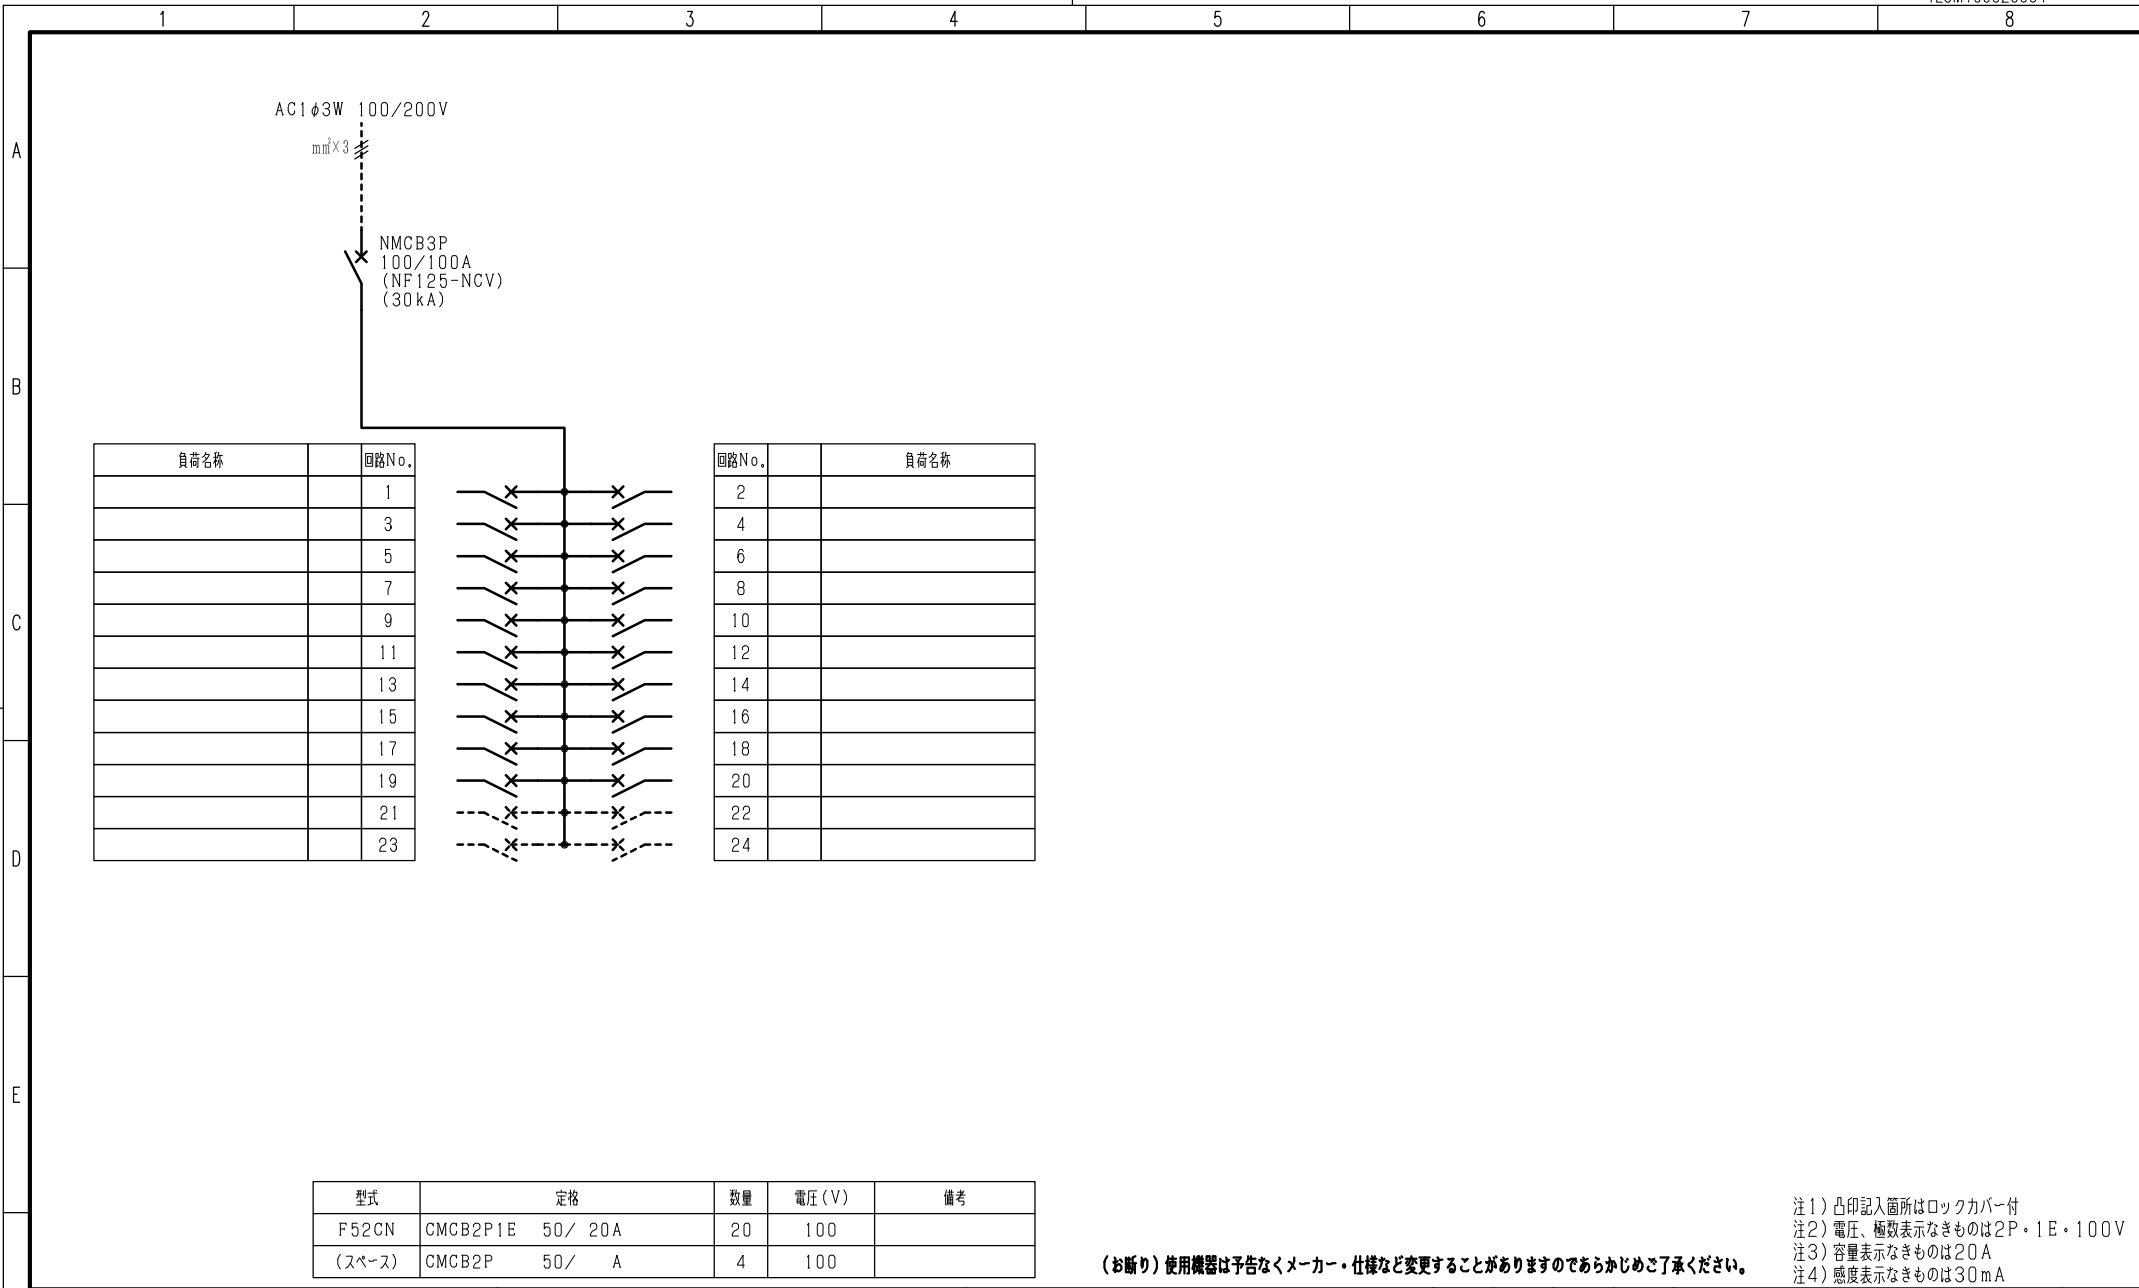 1 2 3 4 5 6 7 8
AC1φ3W 100/200V
A
mm²×3
NMCB3P
100/100A
(NF125-NCV)
(30kA)
B
負荷名称 回路No. 回路No. 負荷名称
1 2
3 4
5 6
7 8
9 10
C
11 12
13 14
15 16
17 18
19 20
21 22
23 24
D
E
型式 定格 数量 電圧(V) 備考
F52CN CMCB2P1E 50/ 20A 20 100
(スペース) CMCB2P 50/ A 4 100
(お断り)使用機器は予告なくメーカー・仕様など変更することがありますのであらかじめご了承ください。
注1)凸印記入箇所はロックカバー付
注2)電圧、極数表示なきものは2P・1E・100V
注3)容量表示なきものは20A
注4)感度表示なきものは30mA